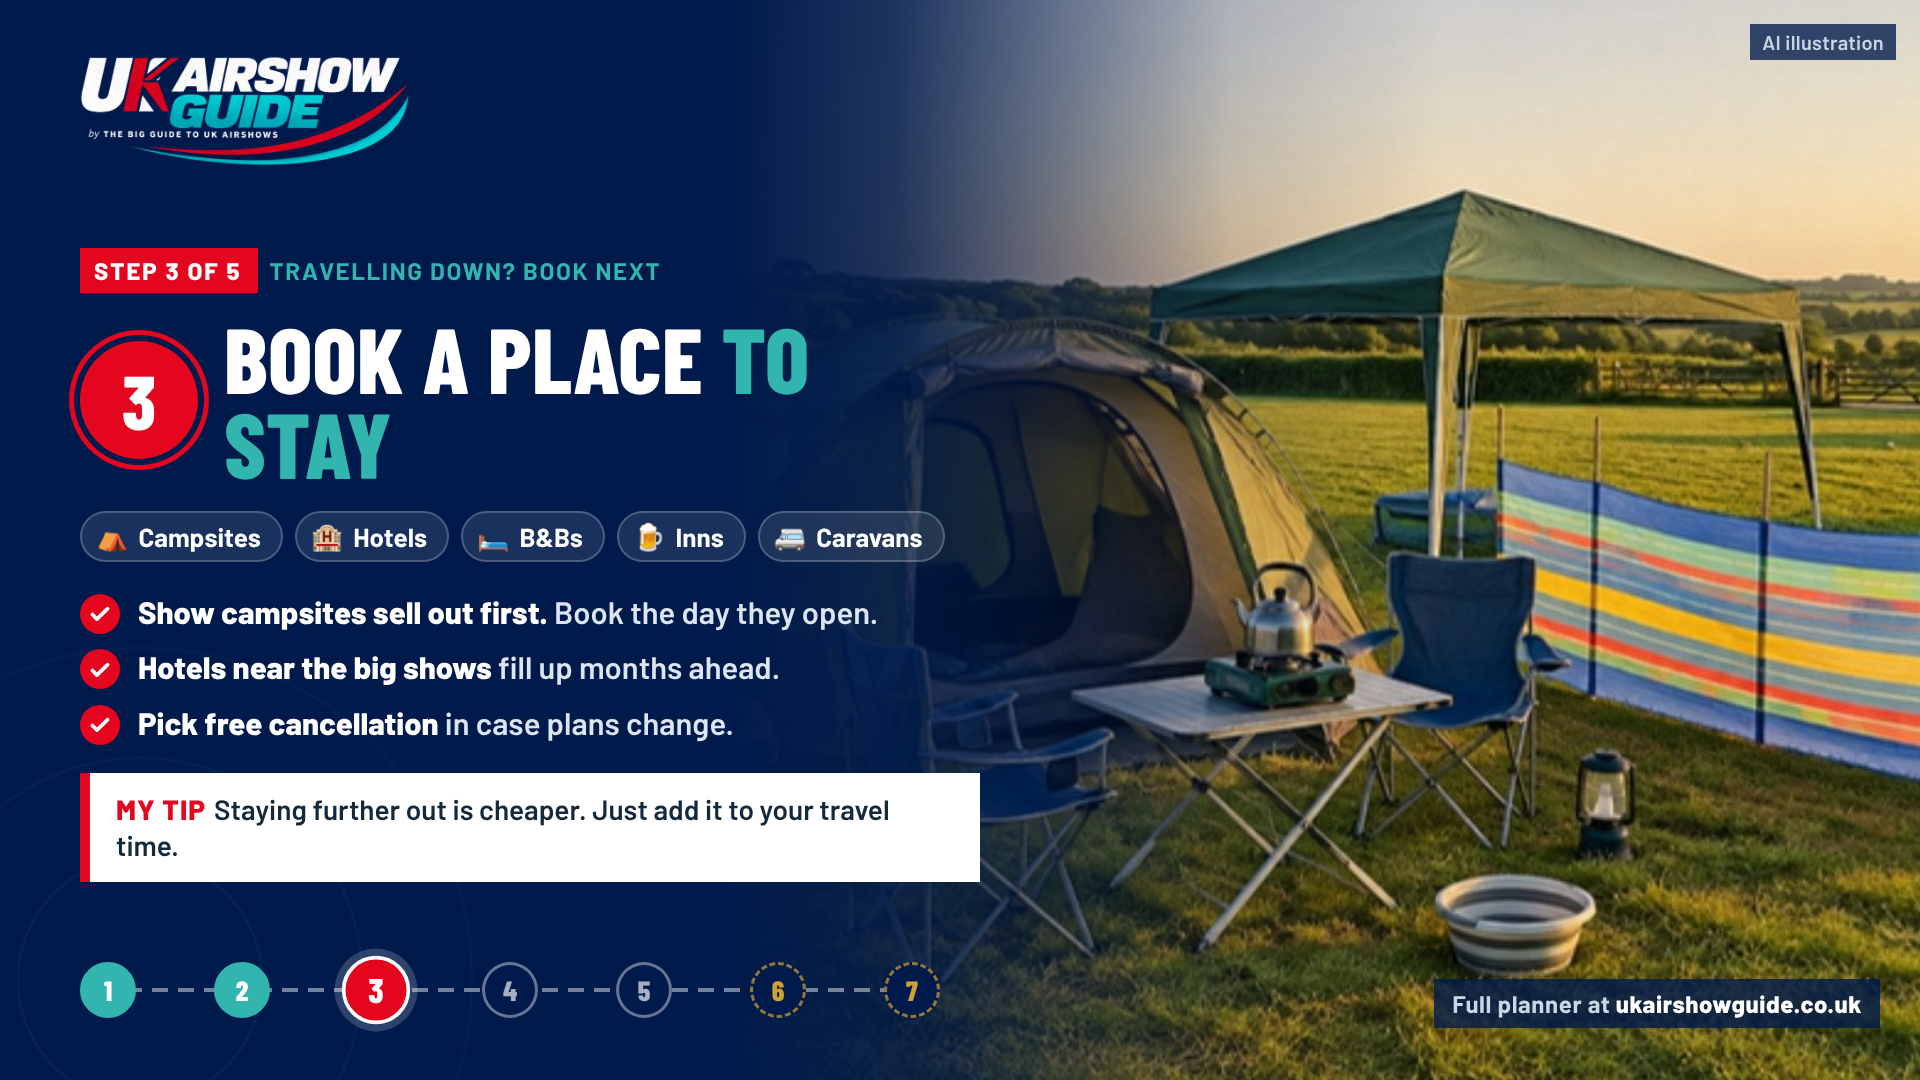 AI illustration
UK AIRSHOW
GUIDE
by THE BIG GUIDE TO UK AIRSHOWS
STEP 3 OF 5 TRAVELLING DOWN? BOOK NEXT
3
BOOK A PLACE TO
STAY
Campsites Hotels B&Bs Inns Caravans
Show campsites sell out first. Book the day they open.
Hotels near the big shows fill up months ahead.
Pick free cancellation in case plans change.
MY TIP Staying further out is cheaper. Just add it to your travel
time.
1 2 3 4 5 6 7
Full planner at ukairshowguide.co.uk